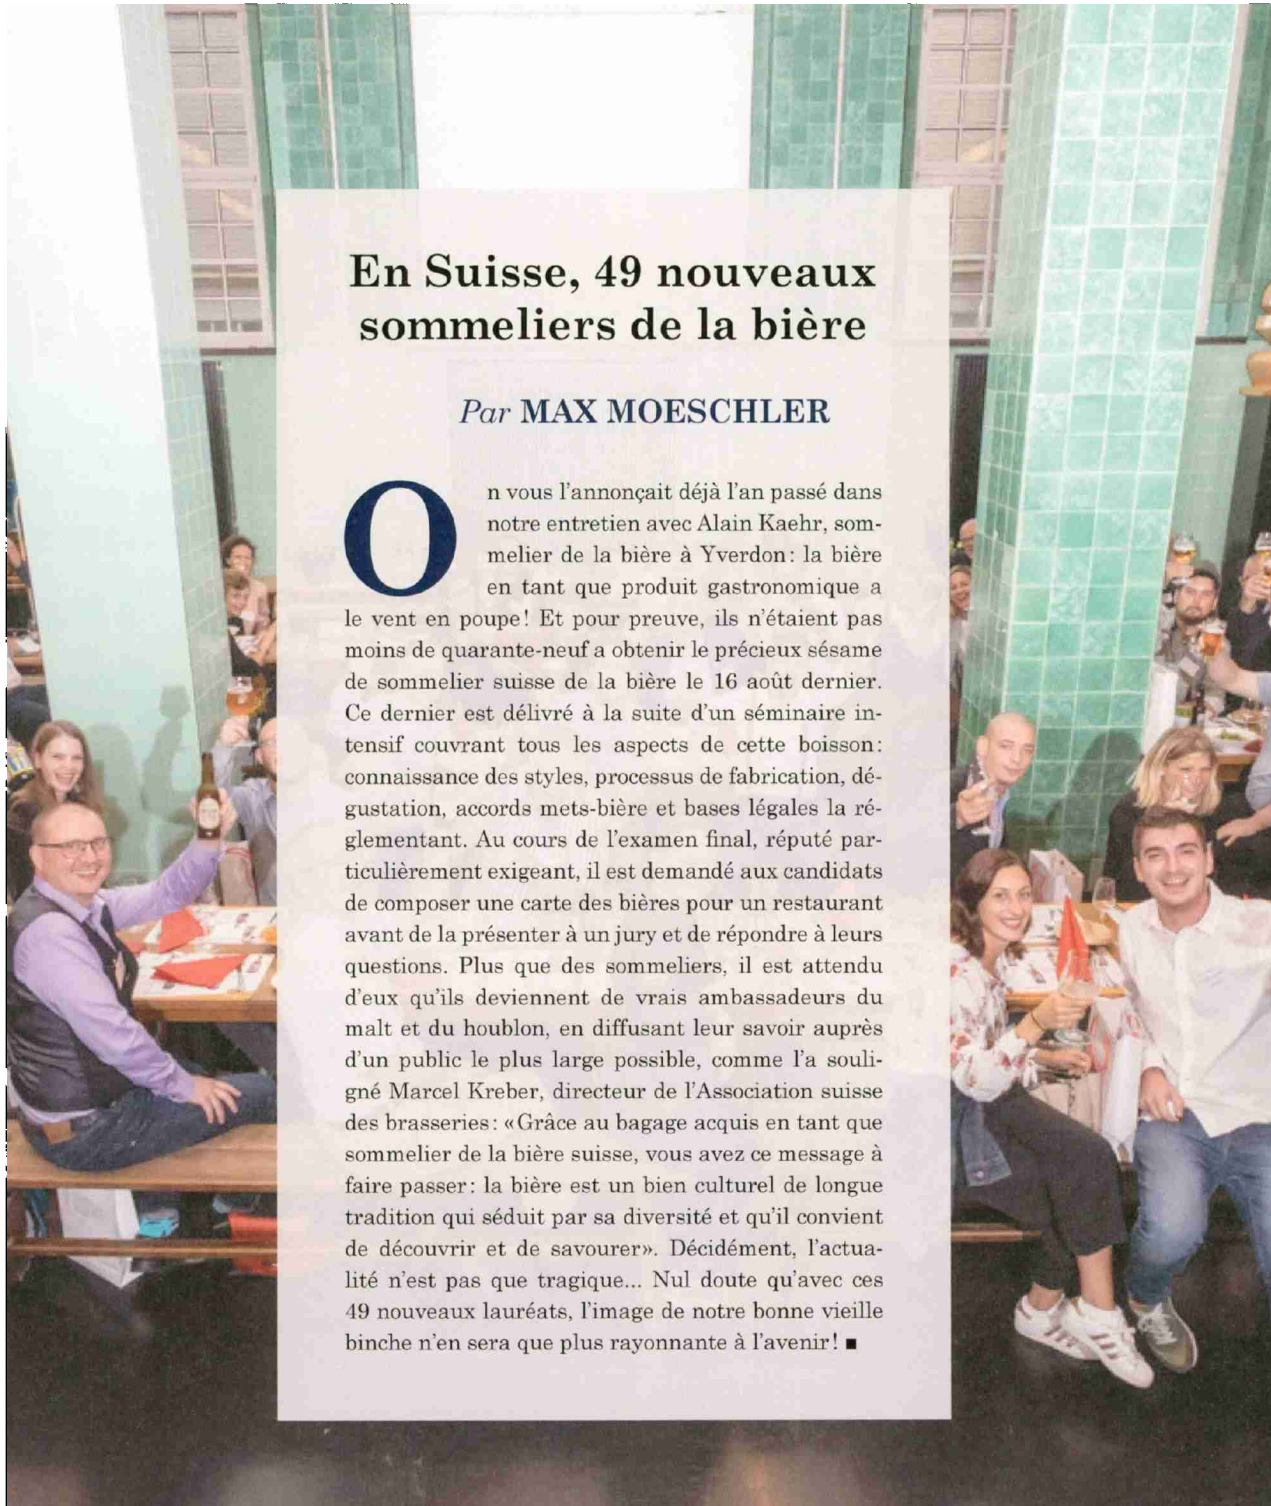 En Suisse, 49 nouveaux
sommeliers de la bière
Par MAX MOESCHLER
On vous l'annonçait déjà l'an passé dans
notre entretien avec Alain Kaehr, som-
melier de la bière à Yverdon: la bière
en tant que produit gastronomique a
le vent en poupe! Et pour preuve, ils n'étaient pas
moins de quarante-neuf a obtenir le précieux sésame
de sommelier suisse de la bière le 16 août dernier.
Ce dernier est délivré à la suite d'un séminaire in-
tensif couvrant tous les aspects de cette boisson:
connaissance des styles, processus de fabrication, dé-
gustation, accords mets-bière et bases légales la ré-
glementant. Au cours de l'examen final, réputé par-
ticulièrement exigeant, il est demandé aux candidats
de composer une carte des bières pour un restaurant
avant de la présenter à un jury et de répondre à leurs
questions. Plus que des sommeliers, il est attendu
d'eux qu'ils deviennent de vrais ambassadeurs du
malt et du houblon, en diffusant leur savoir auprès
d'un public le plus large possible, comme l'a souli-
gné Marcel Kreber, directeur de l'Association suisse
des brasseries: «Grâce au bagage acquis en tant que
sommelier de la bière suisse, vous avez ce message à
faire passer: la bière est un bien culturel de longue
tradition qui séduit par sa diversité et qu'il convient
de découvrir et de savourer». Décidément, l'actua-
lité n'est pas que tragique... Nul doute qu'avec ces
49 nouveaux lauréats, l'image de notre bonne vieille
binche n'en sera que plus rayonnante à l'avenir! ■